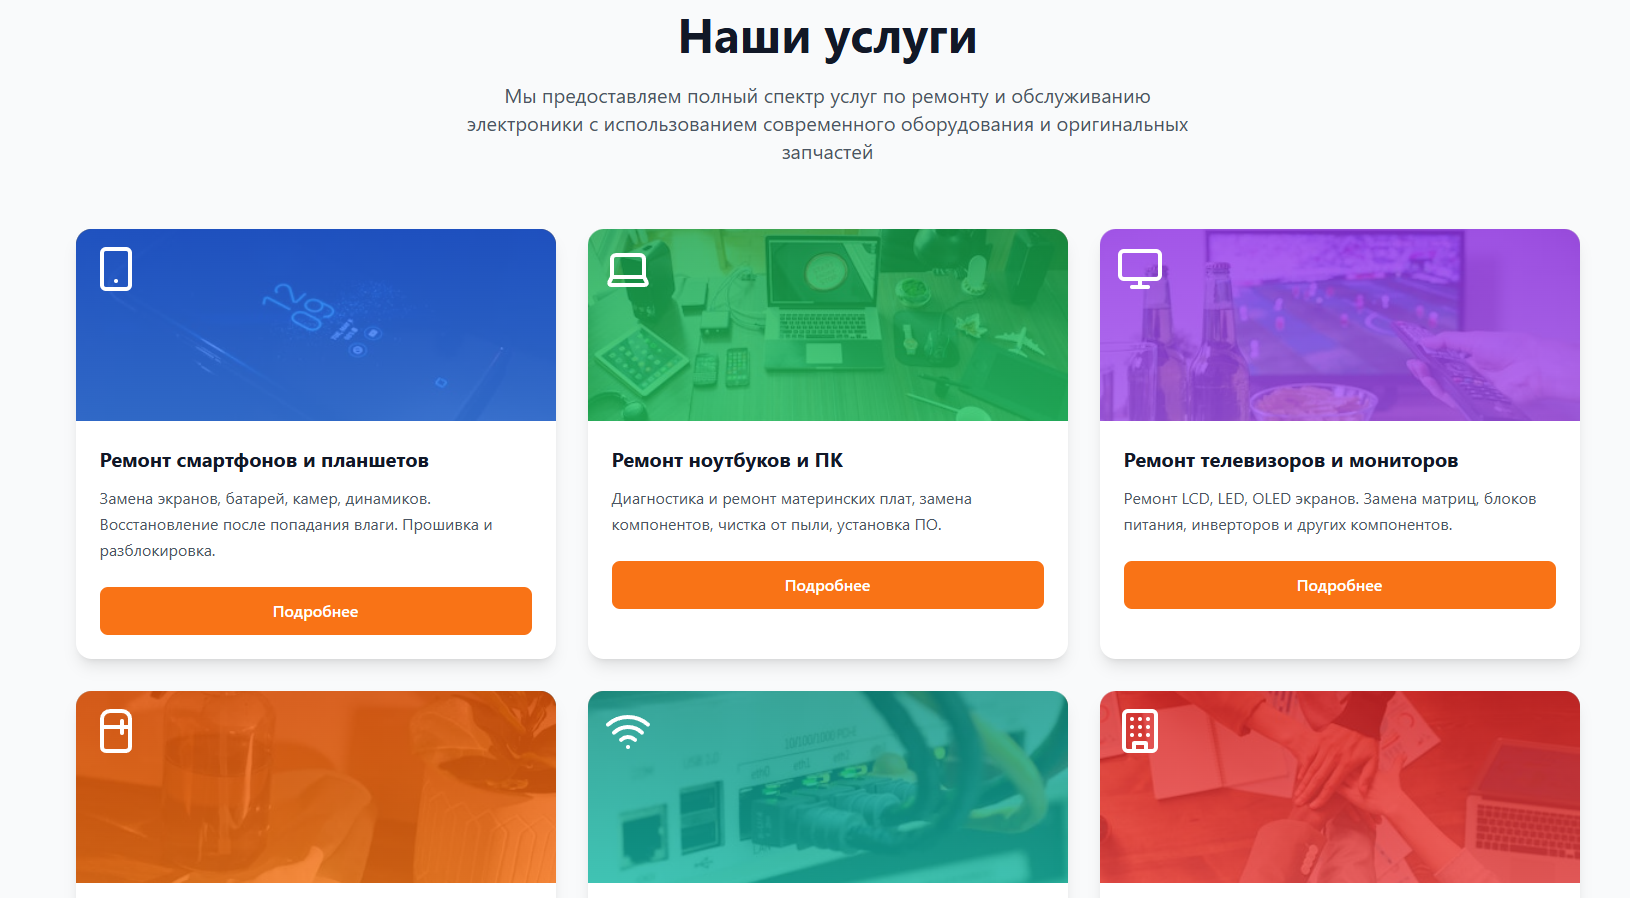 Наши услуги
Мы предоставляем полный спектр услуг по ремонту и обслуживанию
электроники с использованием современного оборудования и оригинальных
запчастей
12
09
Ремонт смартфонов и планшетов
Замена экранов, батарей, камер, динамиков.
Восстановление после попадания влаги. Прошивка и
разблокировка.
Подробнее
Ремонт ноутбуков и ПК
Диагностика и ремонт материнских плат, замена
компонентов, чистка от пыли, установка ПО.
Подробнее
Ремонт телевизоров и мониторов
Ремонт LCD, LED, OLED экранов. Замена матриц, блоков
питания, инверторов и других компонентов.
Подробнее